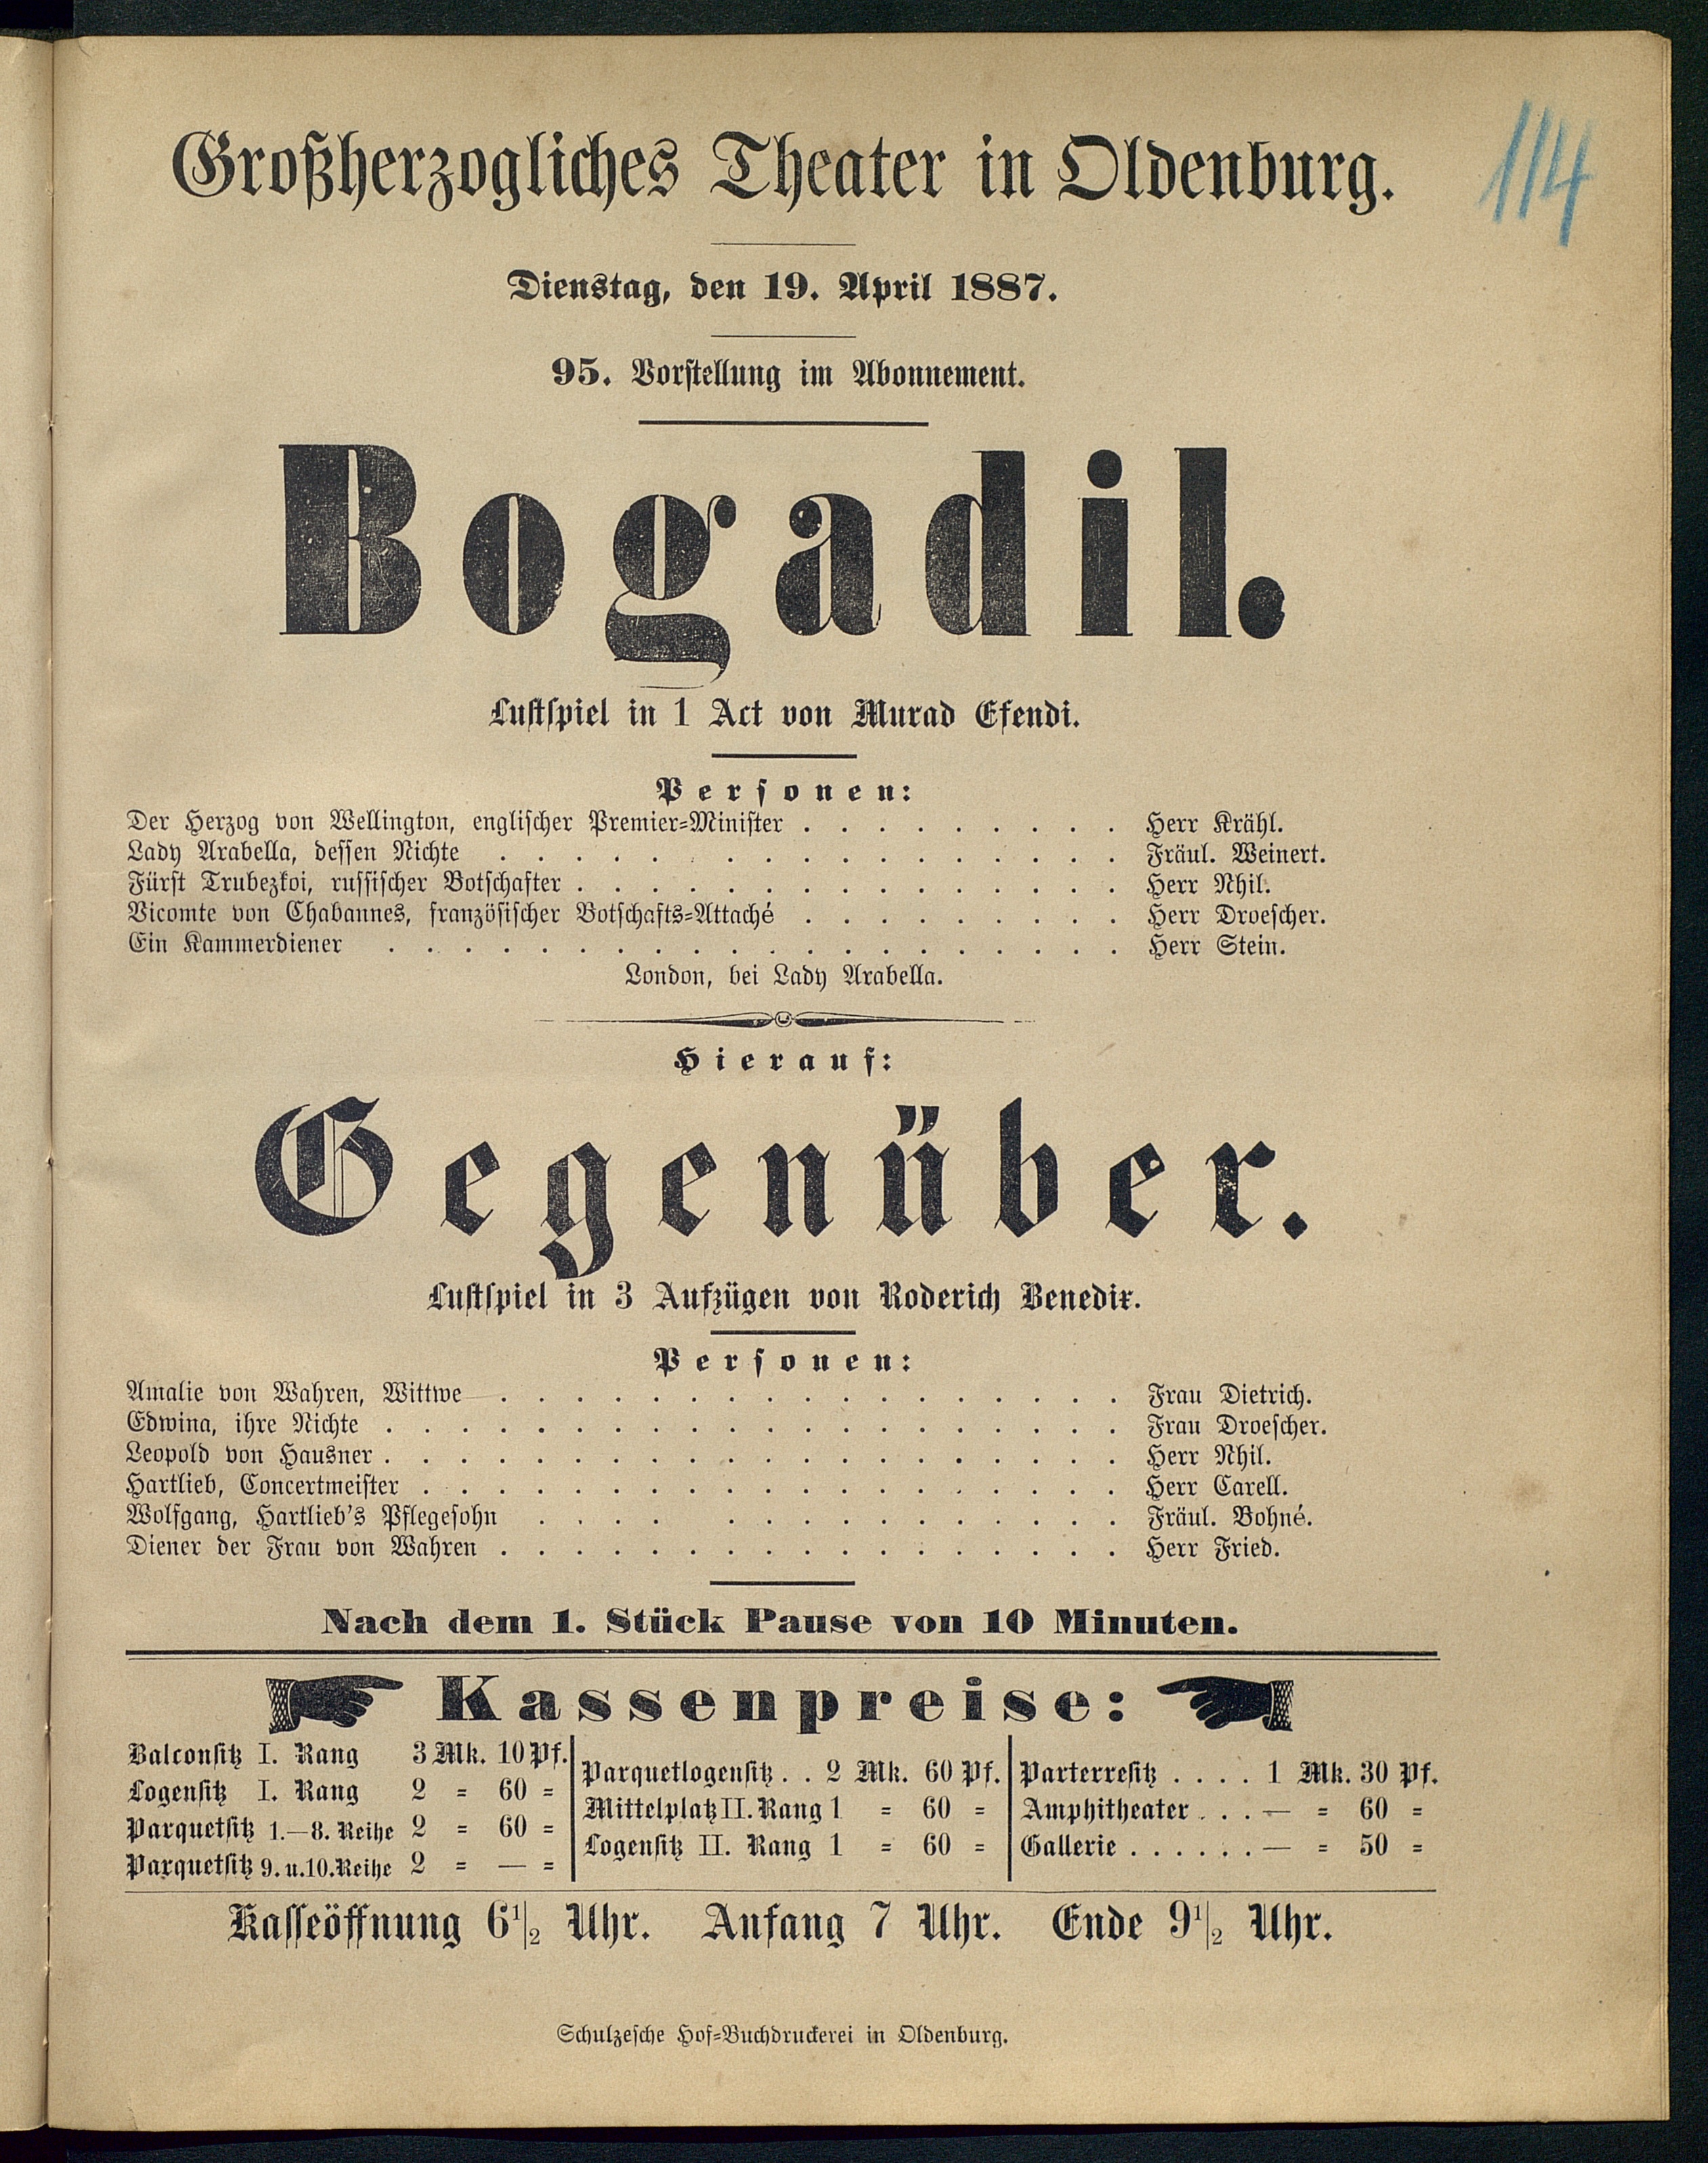 114
Großherzogliches Theater in Oldenburg.
Dienstag, den 19. April 1887.
95. Vorstellung im Abonnement.
Bogadil.
Lustspiel in 1 Act von Murad Efendi.
Personen:
Der Herzog von Wellington, englischer Premier=Minister . . . . . . . . . Herr Krähl.
Lady Arabella, dessen Nichte . . . . . . . . . . . . . . . . Fräul. Weinert.
Fürst Trubezkoi, russischer Botschafter . . . . . . . . . . . . . . . Herr Nhil.
Vicomte von Chabannes, französischer Botschafts=Attaché . . . . . . . . . Herr Droescher.
Ein Kammerdiener . . . . . . . . . . . . . . . . . . . . Herr Stein.
London, bei Lady Arabella.
Hierauf:
Gegenüber.
Lustspiel in 3 Aufzügen von Roderich Benedix.
Personen:
Amalie von Wahren, Wittwe . . . . . . . . . . . . . . . . . Frau Dietrich.
Edwina, ihre Nichte . . . . . . . . . . . . . . . . . . . . Frau Droescher.
Leopold von Hausner . . . . . . . . . . . . . . . . . . . . Herr Nhil.
Hartlieb, Concertmeister . . . . . . . . . . . . . . . . . . . Herr Carell.
Wolfgang, Hartlieb's Pflegesohn . . . . . . . . . . . . . . . Fräul. Bohné.
Diener der Frau von Wahren . . . . . . . . . . . . . . . . . Herr Fried.
Nach dem 1. Stück Pause von 10 Minuten.
Kassenpreise:
Balconsitz I. Rang 3 Mk. 10 Pf.
Logensitz I. Rang 2 = 60 =
Parquetsitz 1.—8. Reihe 2 = 60 =
Parquetsitz 9. u. 10. Reihe 2 = — =
Parquetlogensitz . . 2 Mk. 60 Pf.
Mittelplatz II. Rang 1 = 60 =
Logensitz II. Rang 1 = 60 =
Parterresitz . . . . 1 Mk. 30 Pf.
Amphitheater . . . — = 60 =
Gallerie . . . . . . — = 50 =
Kasseöffnung 6½ Uhr. Anfang 7 Uhr. Ende 9½ Uhr.
Schulzesche Hof=Buchdruckerei in Oldenburg.